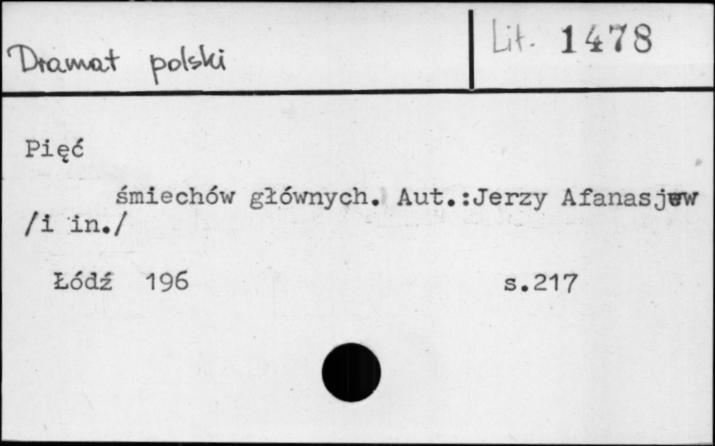 Dramat polski
Lit. 1478
Pięć
śmiechów głównych. Aut.:Jerzy Afanasjew
/i in./
Łódź 196 s.217